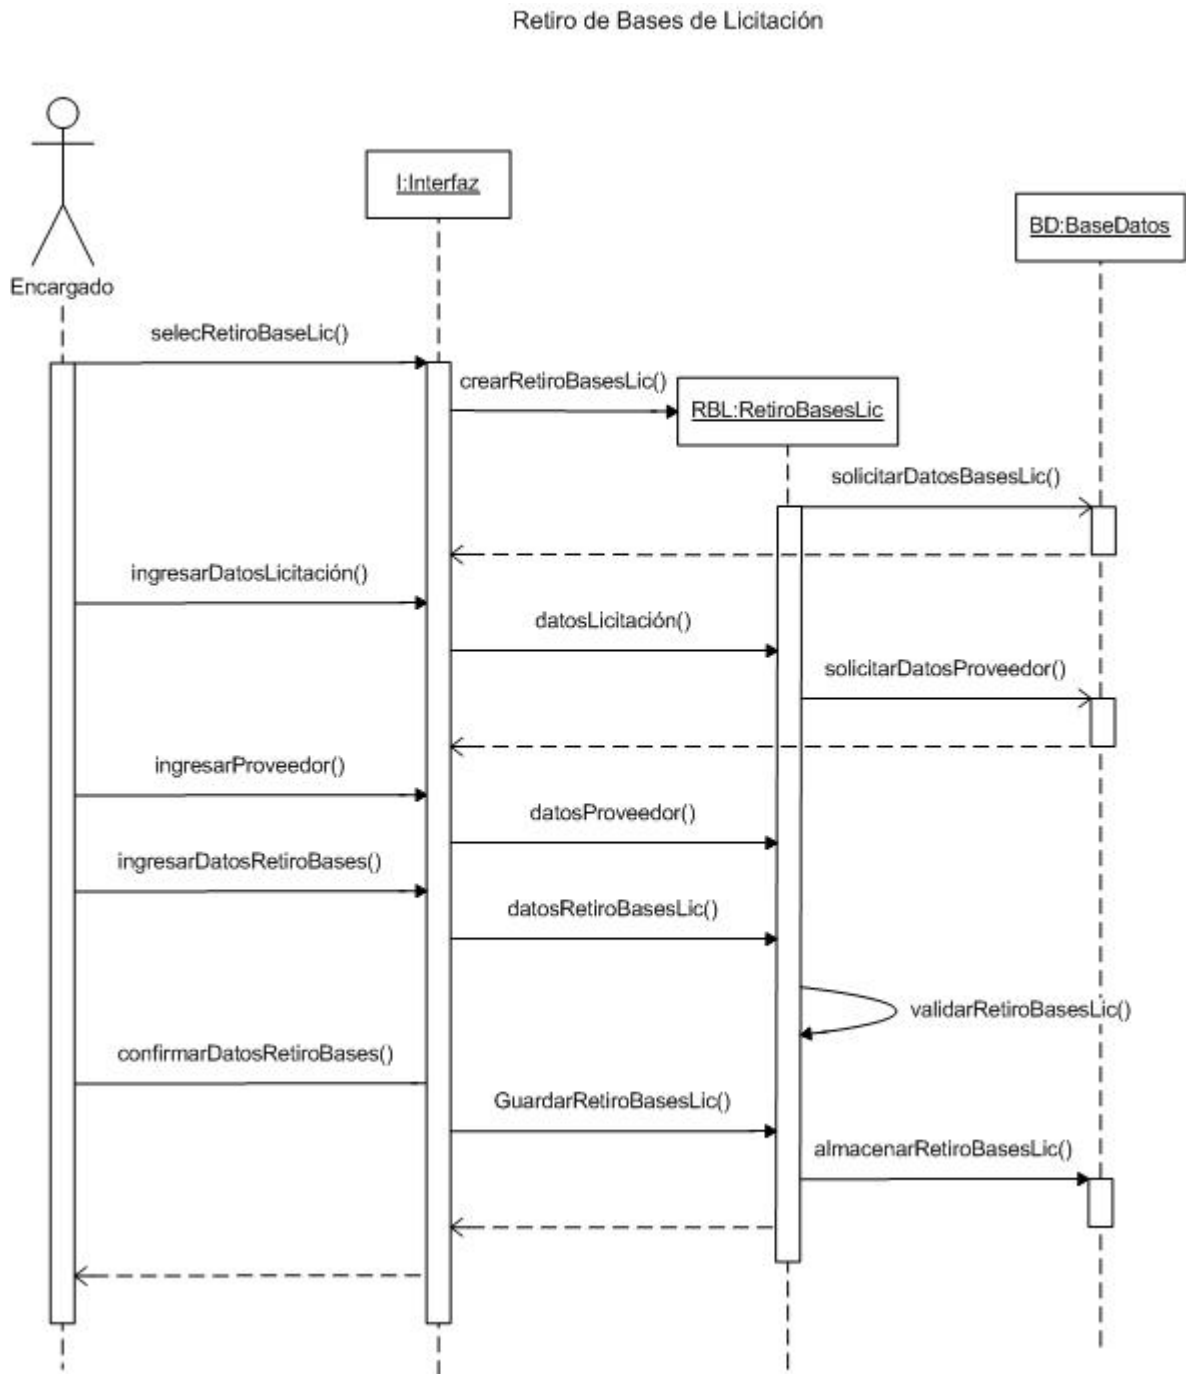 Retiro de Bases de Licitación
I:Interfaz
BD:BaseDatos
Encargado
selecRetiroBaseLic()
crearRetiroBasesLic()
RBL:RetiroBasesLic
solicitarDatosBasesLic()
ingresarDatosLicitación()
datosLicitación()
solicitarDatosProveedor()
ingresarProveedor()
datosProveedor()
ingresarDatosRetiroBases()
datosRetiroBasesLic()
validarRetiroBasesLic()
confirmarDatosRetiroBases()
GuardarRetiroBasesLic()
almacenarRetiroBasesLic()